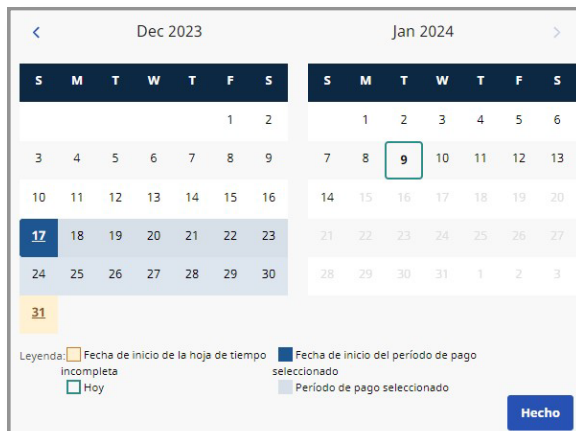 Dec 2023
Jan 2024
S M T W T F S
S M T W T F S
1 2
1 2 3 4 5 6
3 4 5 6 7 8 9
7 8 9 10 11 12 13
10 11 12 13 14 15 16
14 15 16 17 18 19 20
17 18 19 20 21 22 23
21 22 23 24 25 26 27
24 25 26 27 28 29 30
28 29 30 31 1 2 3
31
Leyenda: Fecha de inicio de la hoja de tiempo
incompleta
Fecha de inicio del período de pago
seleccionado
Hoy
Período de pago seleccionado
Hecho